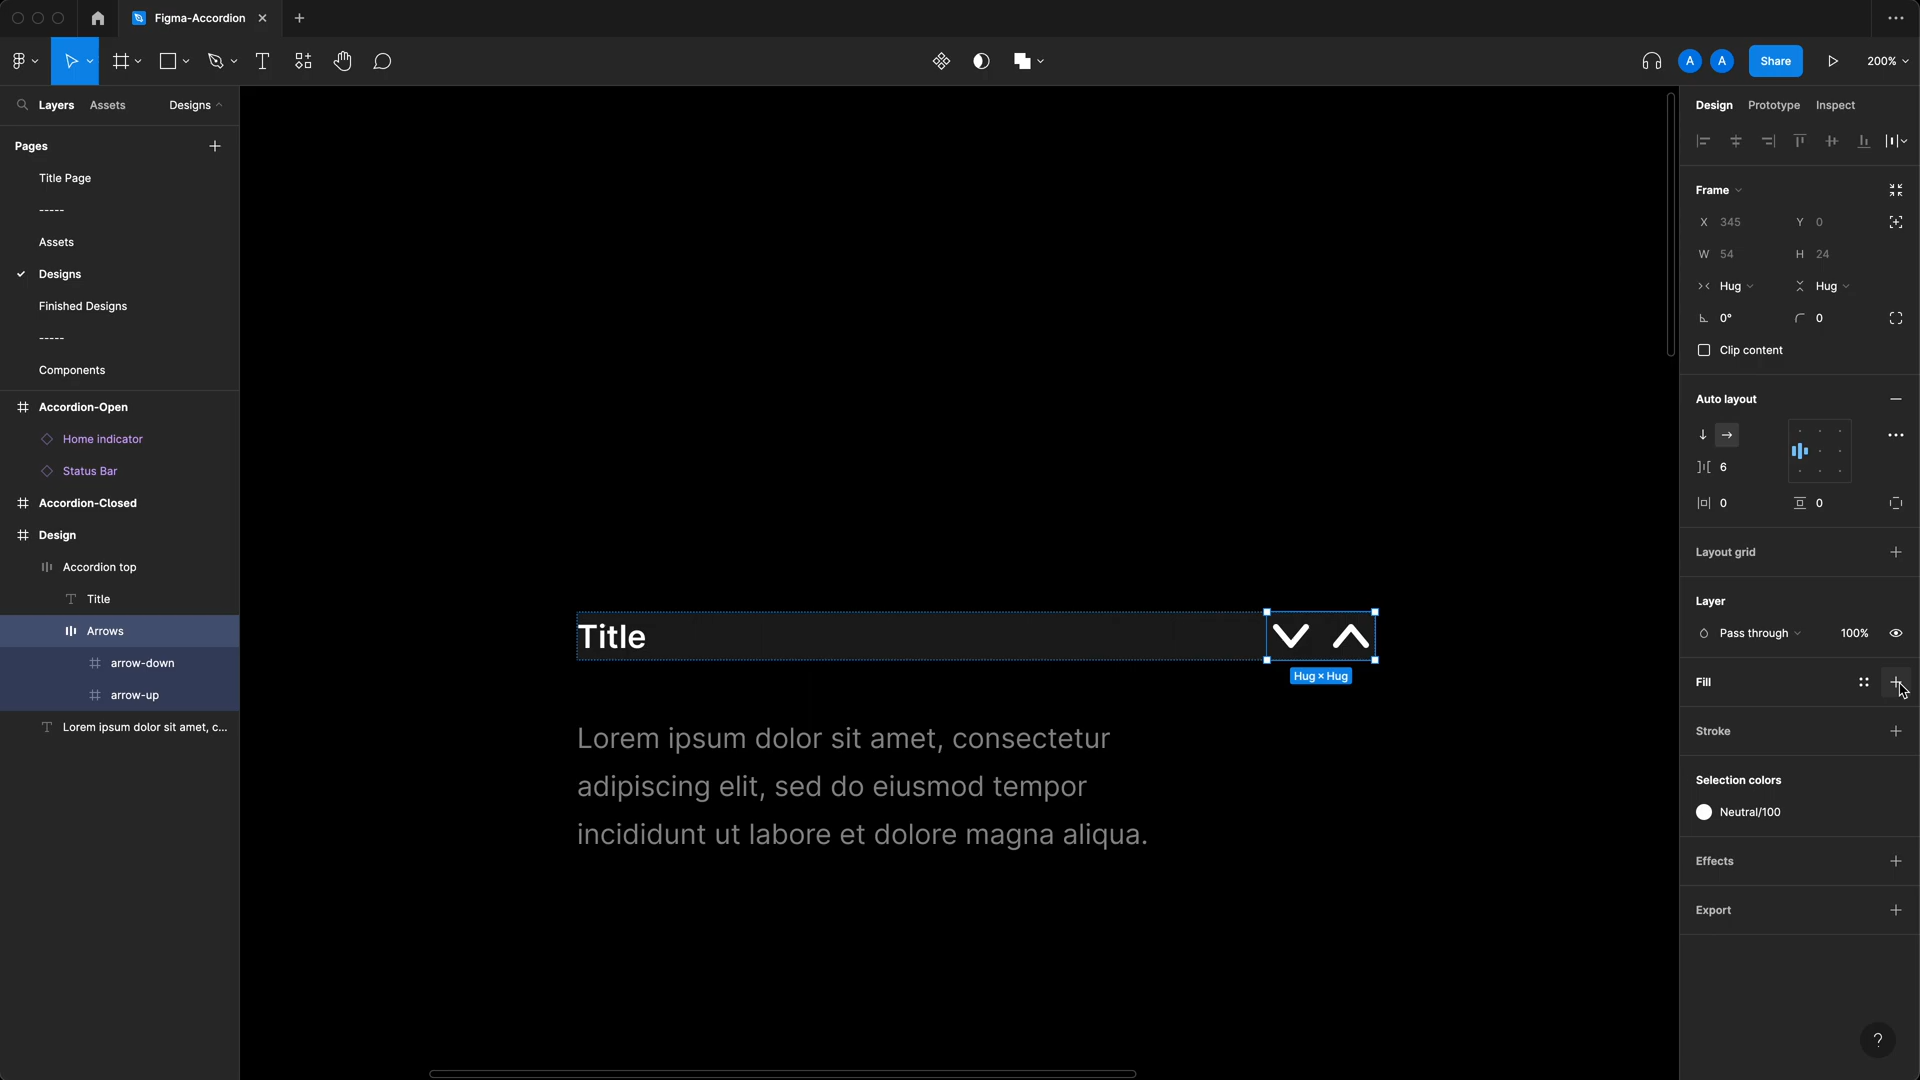 Figma-Accordion
A
A
Share
200%
Layers
Assets
Designs
Pages
Title Page
-----
Assets
Designs
Finished Designs
-----
Components
Accordion-Open
Home indicator
Status Bar
Accordion-Closed
Design
Accordion top
Title
Arrows
arrow-down
arrow-up
Lorem ipsum dolor sit amet, c...
Title
Hug × Hug
Lorem ipsum dolor sit amet, consectetur
adipiscing elit, sed do eiusmod tempor
incididunt ut labore et dolore magna aliqua.
Design
Prototype
Inspect
Frame
X 345
Y 0
W 54
H 24
Hug
Hug
0°
0
Clip content
Auto layout
6
0
0
Layout grid
Layer
Pass through
100%
Fill
Stroke
Selection colors
Neutral/100
Effects
Export
?